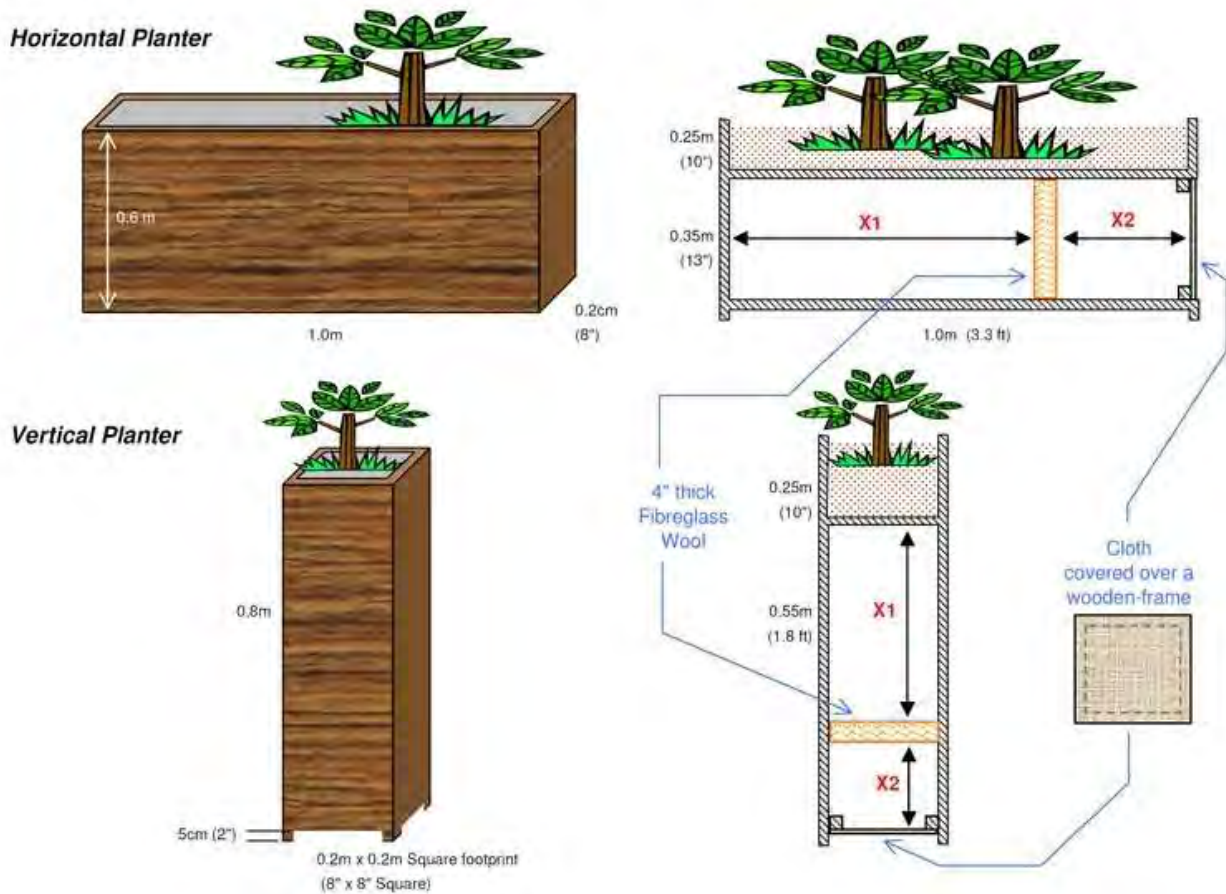 Horizontal Planter
0.6 m
0.2cm
(8")
1.0m
0.25m
(10")
X1
X2
0.35m
(13")
1.0m (3.3 ft)
Vertical Planter
0.8m
5cm (2")
0.2m x 0.2m Square footprint
(8" x 8" Square)
4" thick
Fibreglass
Wool
0.25m
(10")
X1
0.55m
(1.8 ft)
X2
Cloth
covered over a
wooden-frame